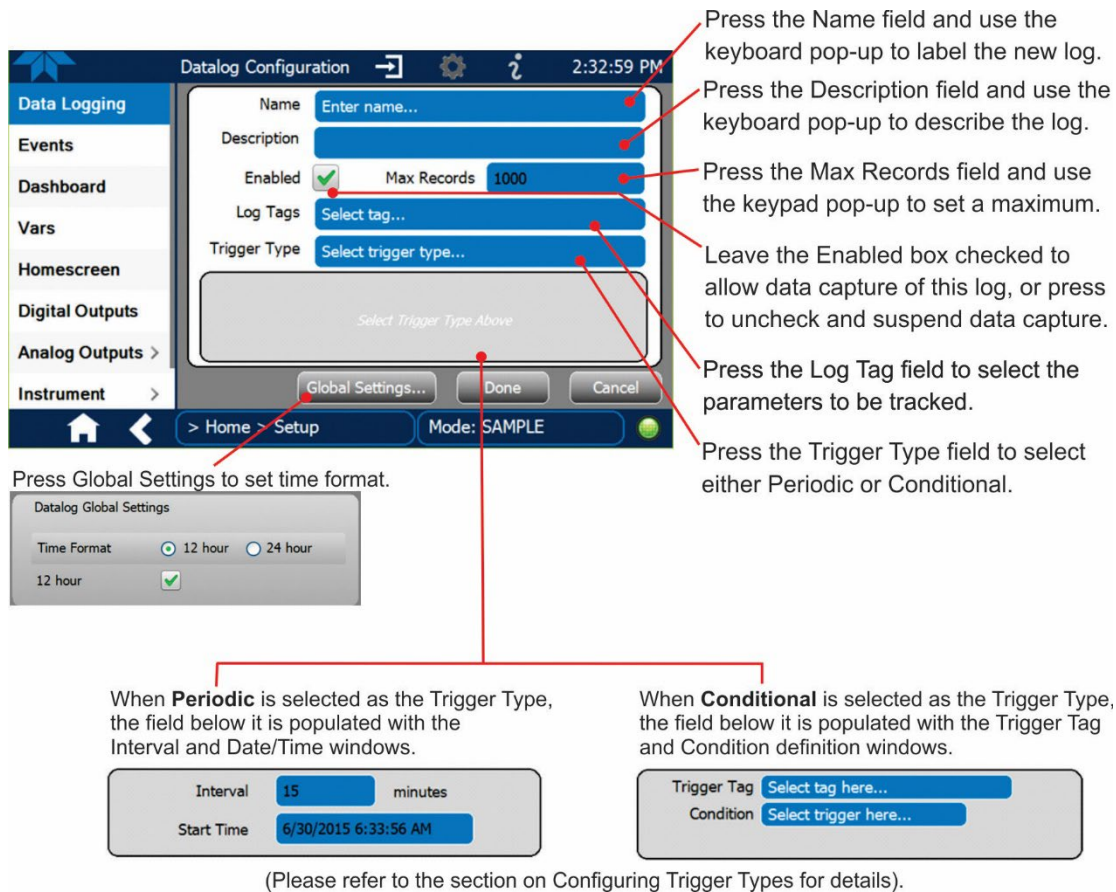 Press the Name field and use the
keyboard pop-up to label the new log.
Press the Description field and use the
keyboard pop-up to describe the log.
Press the Max Records field and use
the keypad pop-up to set a maximum.
Leave the Enabled box checked to
allow data capture of this log, or press
to uncheck and suspend data capture.
Press the Log Tag field to select the
parameters to be tracked.
Press the Trigger Type field to select
either Periodic or Conditional.
Datalog Configuration
2:32:59 PM
Data Logging
Events
Dashboard
Vars
Homescreen
Digital Outputs
Analog Outputs >
Instrument >
Name Enter name...
Description
Enabled Max Records 1000
Log Tags Select tag...
Trigger Type Select trigger type...
Select Trigger Type Above
Global Settings... Done Cancel
> Home > Setup Mode: SAMPLE
Press Global Settings to set time format.
Datalog Global Settings
Time Format 12 hour 24 hour
12 hour
When Periodic is selected as the Trigger Type,
the field below it is populated with the
Interval and Date/Time windows.
Interval 15 minutes
Start Time 6/30/2015 6:33:56 AM
When Conditional is selected as the Trigger Type,
the field below it is populated with the Trigger Tag
and Condition definition windows.
Trigger Tag Select tag here...
Condition Select trigger here...
(Please refer to the section on Configuring Trigger Types for details).